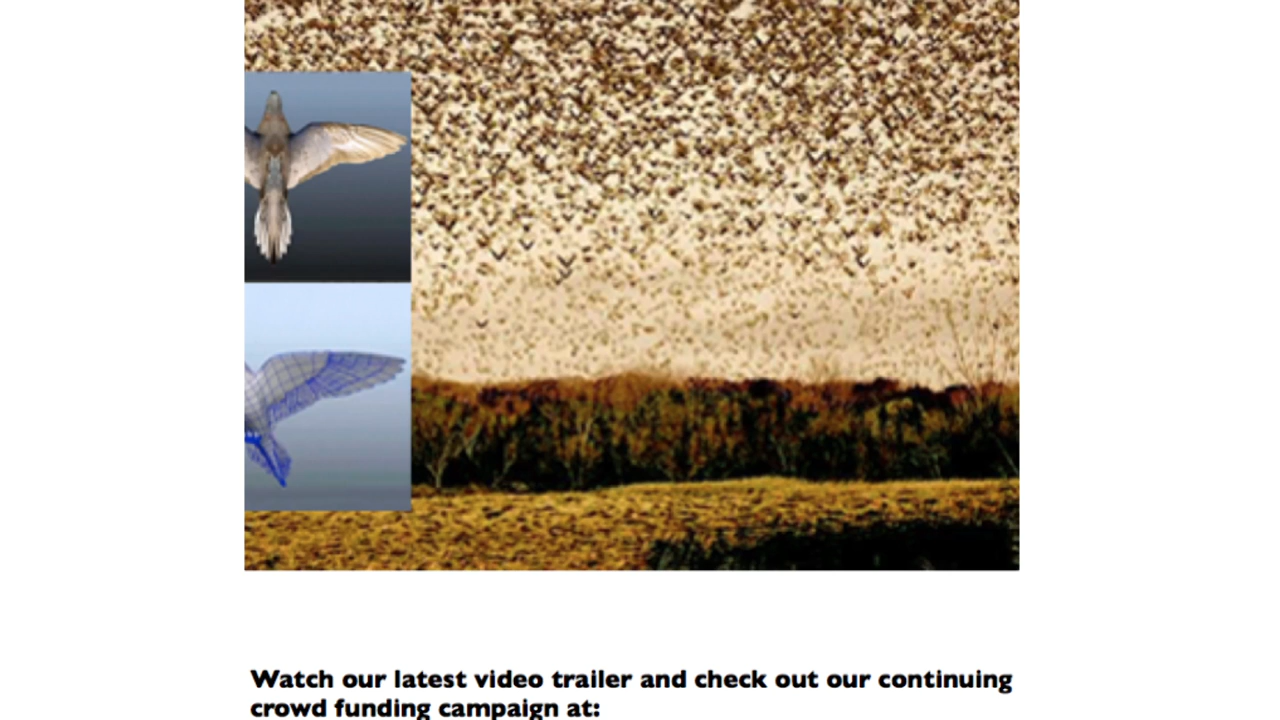 Watch our latest video trailer and check out our continuing
crowd funding campaign at: